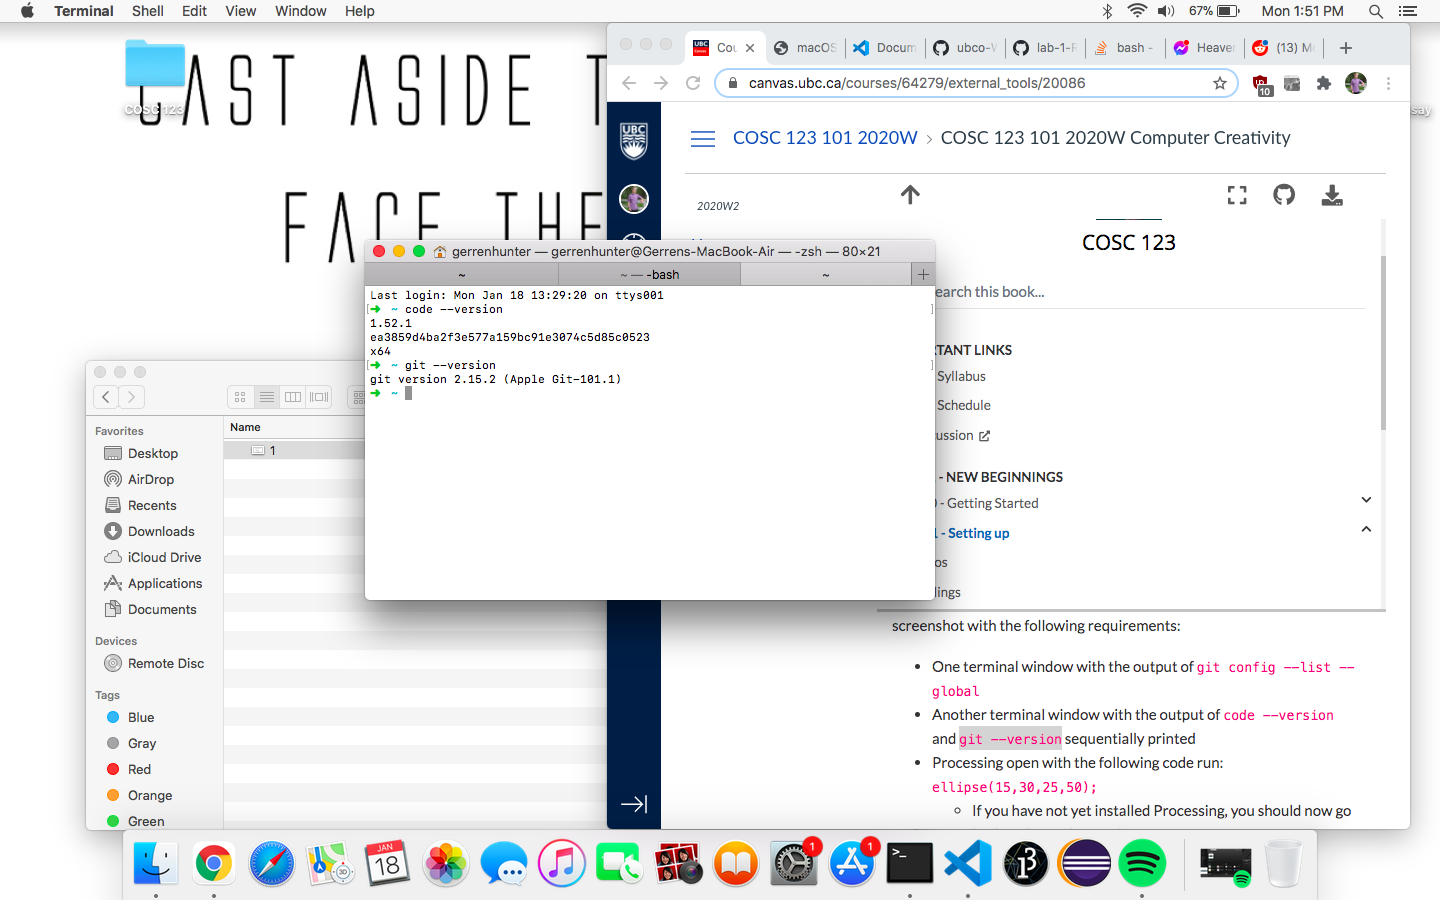 Terminal Shell Edit View Window Help
67% Mon 1:51 PM
CAST ASIDE T
FACE THE
COSC 123
say
Cou
macOS
Docum
ubco-V
lab-1-R
bash -
Heaven
(13) M
canvas.ubc.ca/courses/64279/external_tools/20086
10
UBC
COSC 123 101 2020W › COSC 123 101 2020W Computer Creativity
2020W2
COSC 123
earch this book...
TANT LINKS
Syllabus
Schedule
ussion
- NEW BEGINNINGS
- Getting Started
1 - Setting up
os
lings
screenshot with the following requirements:
• One terminal window with the output of git config --list --
global
• Another terminal window with the output of code --version
and git --version sequentially printed
• Processing open with the following code run:
ellipse(15,30,25,50);
If you have not yet installed Processing, you should now go
gerrenhunter — gerrenhunter@Gerrens-MacBook-Air — -zsh — 80×21
~
~ — -bash
~
Last login: Mon Jan 18 13:29:20 on ttys001
[➜ ~ code --version ]
1.52.1
ea3859d4ba2f3e577a159bc91e3074c5d85c0523
x64
[➜ ~ git --version ]
git version 2.15.2 (Apple Git-101.1)
➜ ~
Favorites
Desktop
AirDrop
Recents
Downloads
iCloud Drive
Applications
Documents
Devices
Remote Disc
Tags
Blue
Gray
Red
Orange
Green
Name
1
JAN
18
3D
1
1
>_